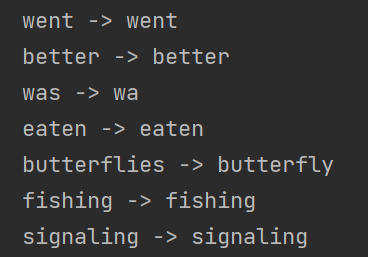 went -> went
better -> better
was -> wa
eaten -> eaten
butterflies -> butterfly
fishing -> fishing
signaling -> signaling